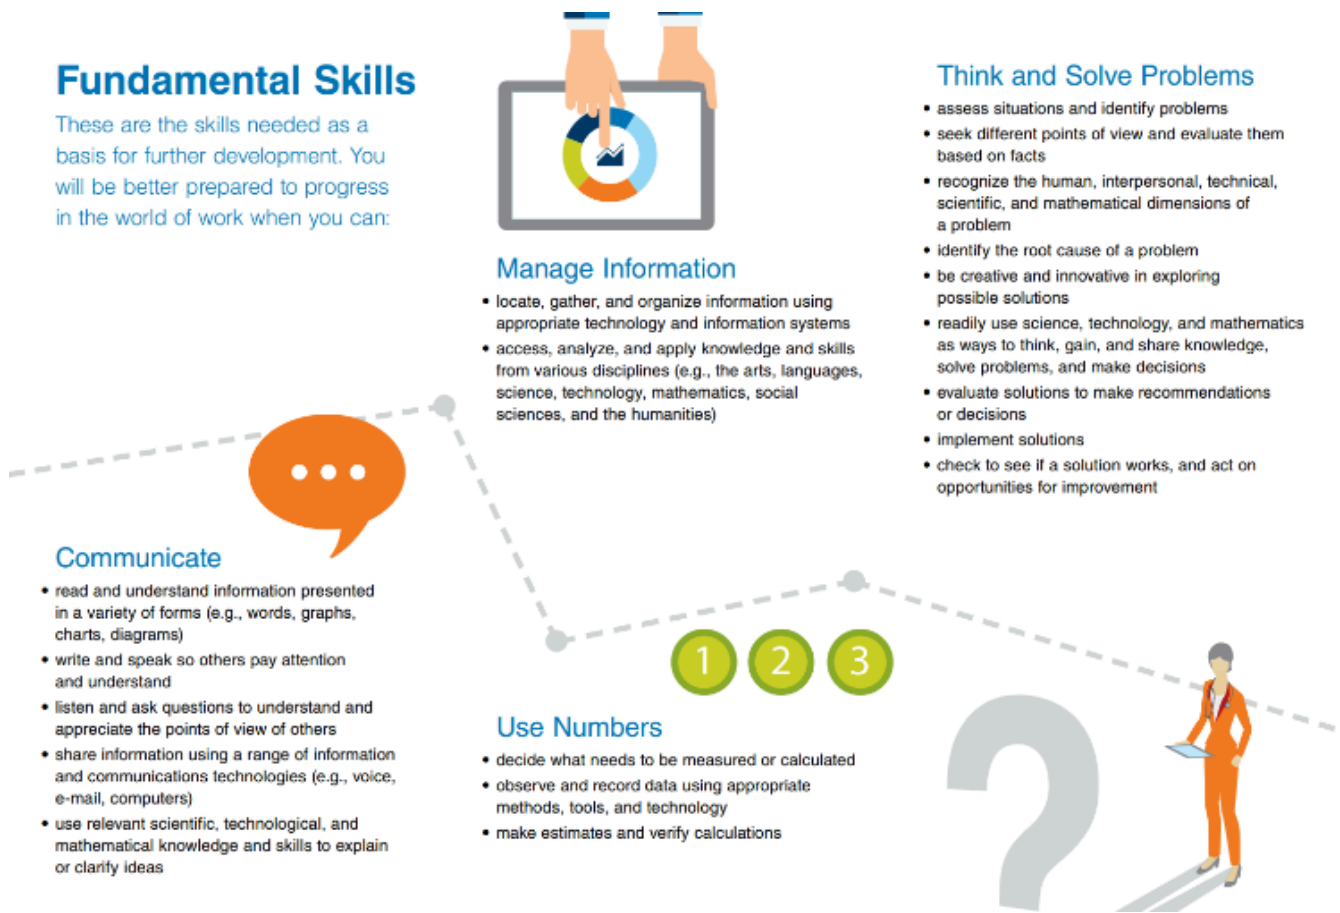 Fundamental Skills
These are the skills needed as a
basis for further development. You
will be better prepared to progress
in the world of work when you can:
Communicate
• read and understand information presented
in a variety of forms (e.g., words, graphs,
charts, diagrams)
• write and speak so others pay attention
and understand
• listen and ask questions to understand and
appreciate the points of view of others
• share information using a range of information
and communications technologies (e.g., voice,
e-mail, computers)
• use relevant scientific, technological, and
mathematical knowledge and skills to explain
or clarify ideas
Manage Information
• locate, gather, and organize information using
appropriate technology and information systems
• access, analyze, and apply knowledge and skills
from various disciplines (e.g., the arts, languages,
science, technology, mathematics, social
sciences, and the humanities)
1 2 3
Use Numbers
• decide what needs to be measured or calculated
• observe and record data using appropriate
methods, tools, and technology
• make estimates and verify calculations
Think and Solve Problems
• assess situations and identify problems
• seek different points of view and evaluate them
based on facts
• recognize the human, interpersonal, technical,
scientific, and mathematical dimensions of
a problem
• identify the root cause of a problem
• be creative and innovative in exploring
possible solutions
• readily use science, technology, and mathematics
as ways to think, gain, and share knowledge,
solve problems, and make decisions
• evaluate solutions to make recommendations
or decisions
• implement solutions
• check to see if a solution works, and act on
opportunities for improvement
?